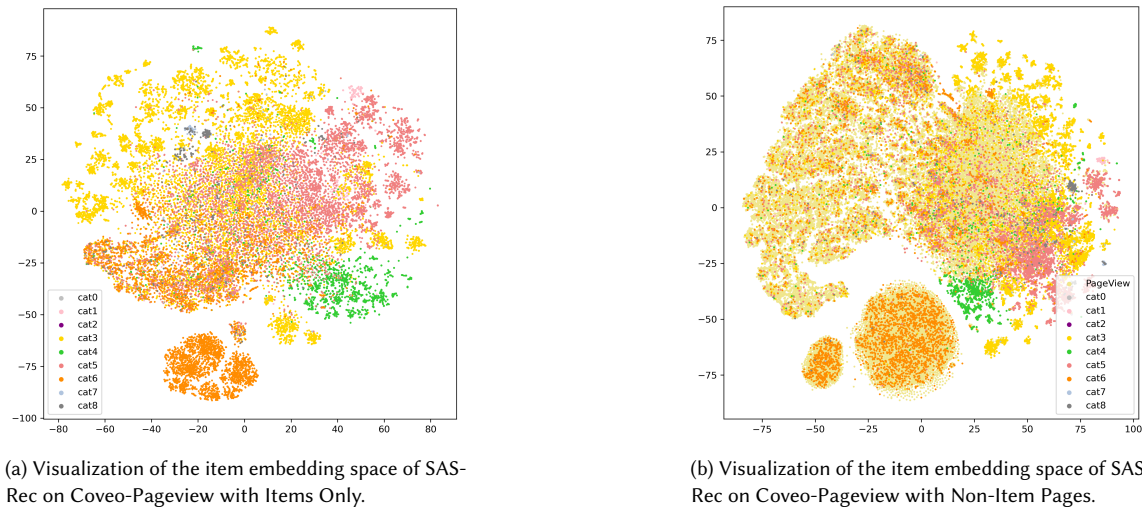 75
50
25
0
−25
−50
−75
−100
−80
−60
−40
−20
0
20
40
60
80
cat0
cat1
cat2
cat3
cat4
cat5
cat6
cat7
cat8
(a) Visualization of the item embedding space of SAS-
Rec on Coveo-Pageview with Items Only.
75
50
25
0
−25
−50
−75
−75
−50
−25
0
25
50
75
100
PageView
cat0
cat1
cat2
cat3
cat4
cat5
cat6
cat7
cat8
(b) Visualization of the item embedding space of SAS
Rec on Coveo-Pageview with Non-Item Pages.